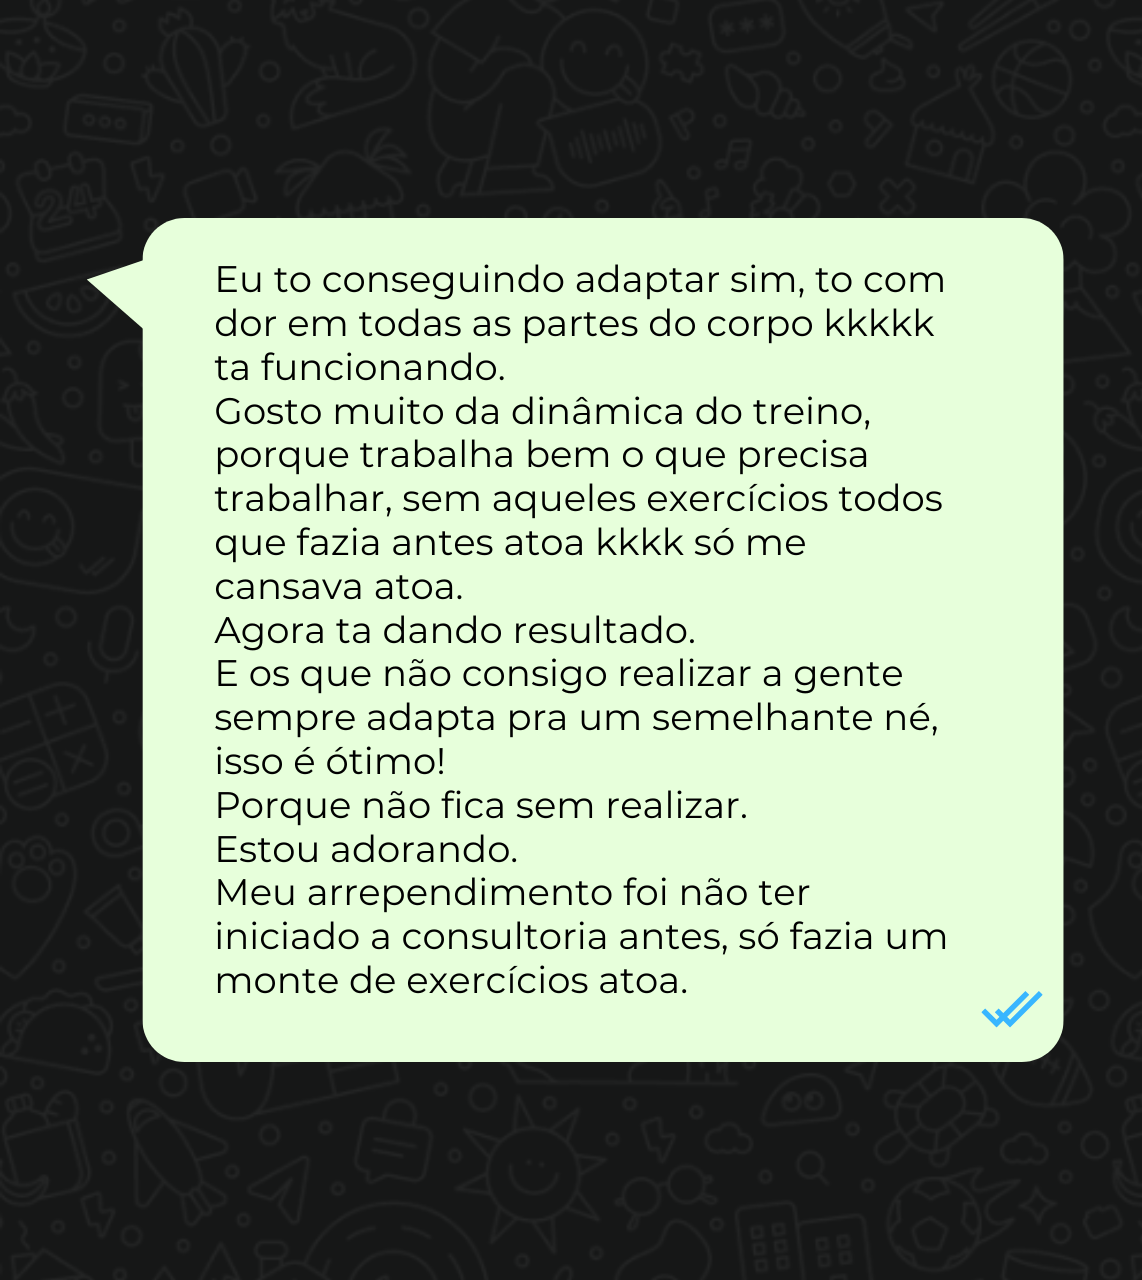 Eu to conseguindo adaptar sim, to com
dor em todas as partes do corpo kkkkk
ta funcionando.
Gosto muito da dinâmica do treino,
porque trabalha bem o que precisa
trabalhar, sem aqueles exercícios todos
que fazia antes atoa kkkk só me
cansava atoa.
Agora ta dando resultado.
E os que não consigo realizar a gente
sempre adapta pra um semelhante né,
isso é ótimo!
Porque não fica sem realizar.
Estou adorando.
Meu arrependimento foi não ter
iniciado a consultoria antes, só fazia um
monte de exercícios atoa.
24